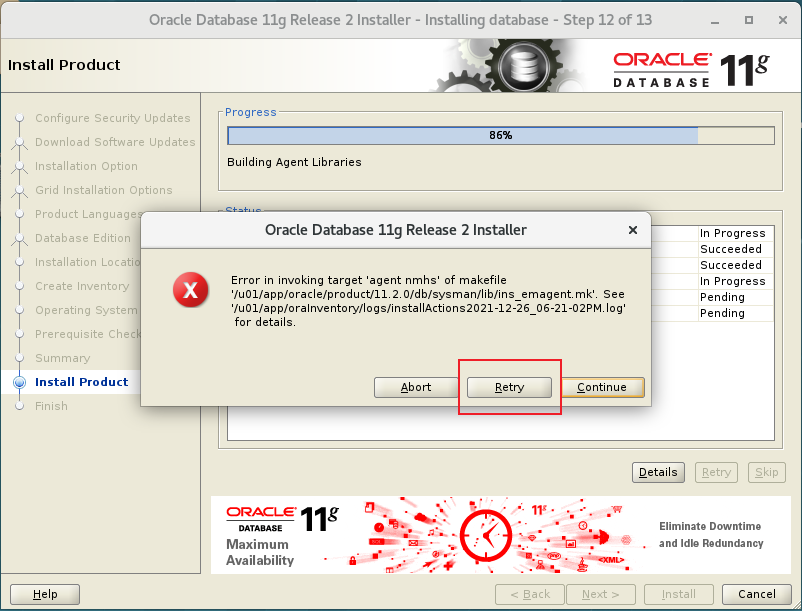 Oracle Database 11g Release 2 Installer - Installing database - Step 12 of 13
Install Product
ORACLE
DATABASE
11g
Configure Security Updates
Download Software Updates
Installation Option
Grid Installation Options
Product Languages
Database Edition
Installation Locatio
Create Inventory
Operating System
Prerequisite Check
Summary
Install Product
Finish
Progress
86%
Building Agent Libraries
Status
In Progress
Succeeded
Succeeded
In Progress
Pending
Pending
Oracle Database 11g Release 2 Installer
X
Error in invoking target 'agent nmhs' of makefile
'/u01/app/oracle/product/11.2.0/db/sysman/lib/ins_emagent.mk'. See
'/u01/app/oraInventory/logs/installActions2021-12-26_06-21-02PM.log'
for details.
Abort Retry Continue
Details Retry Skip
ORACLE
DATABASE
11g
Maximum
Availability
11g
<XML>
Eliminate Downtime
and Idle Redundancy
Help < Back Next > Install Cancel